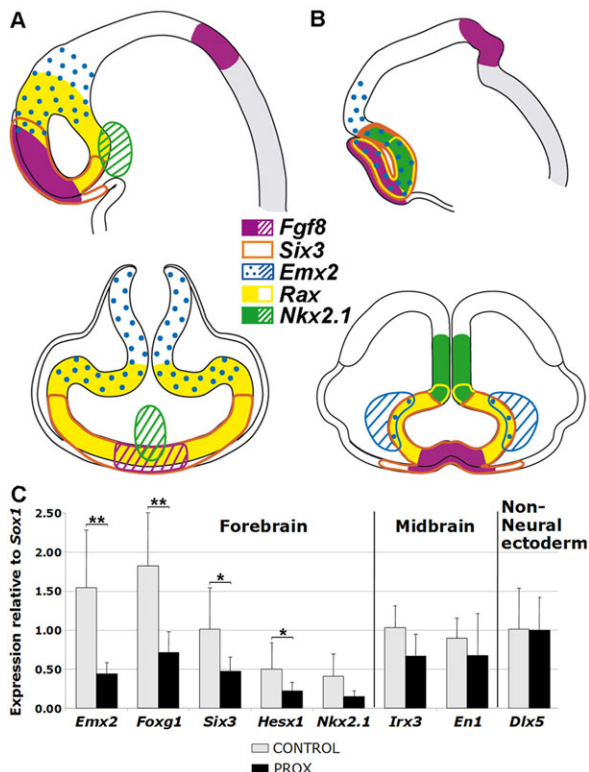 A
B
Fgf8
Six3
Emx2
Rax
Nkx2.1
C
Expression relative to Sox1
2.50
2.00
1.50
1.00
0.50
0.00
Forebrain
Midbrain
Non-
Neural
ectoderm
**
**
*
*
Emx2 Foxg1 Six3 Hesx1 Nkx2.1 Irx3 En1 Dlx5
CONTROL
PROX